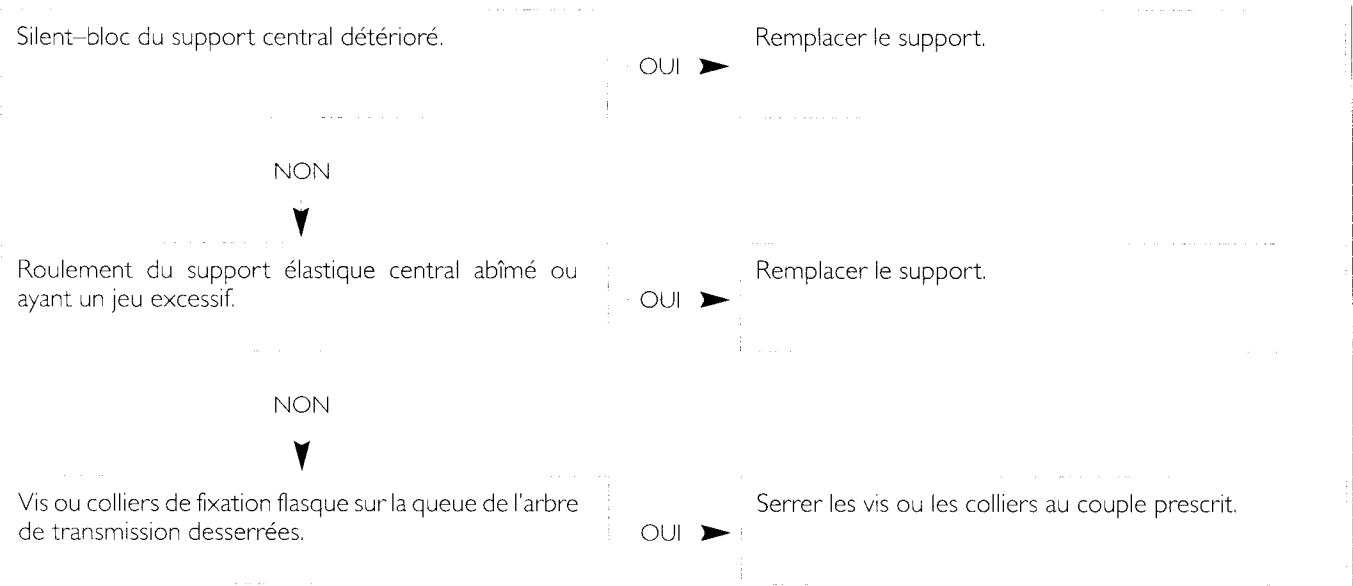 Silent–bloc du support central détérioré.
OUI
Remplacer le support.
NON
Roulement du support élastique central abîmé ou
ayant un jeu excessif.
OUI
Remplacer le support.
NON
Vis ou colliers de fixation flasque sur la queue de l'arbre
de transmission desserrées.
OUI
Serrer les vis ou les colliers au couple prescrit.